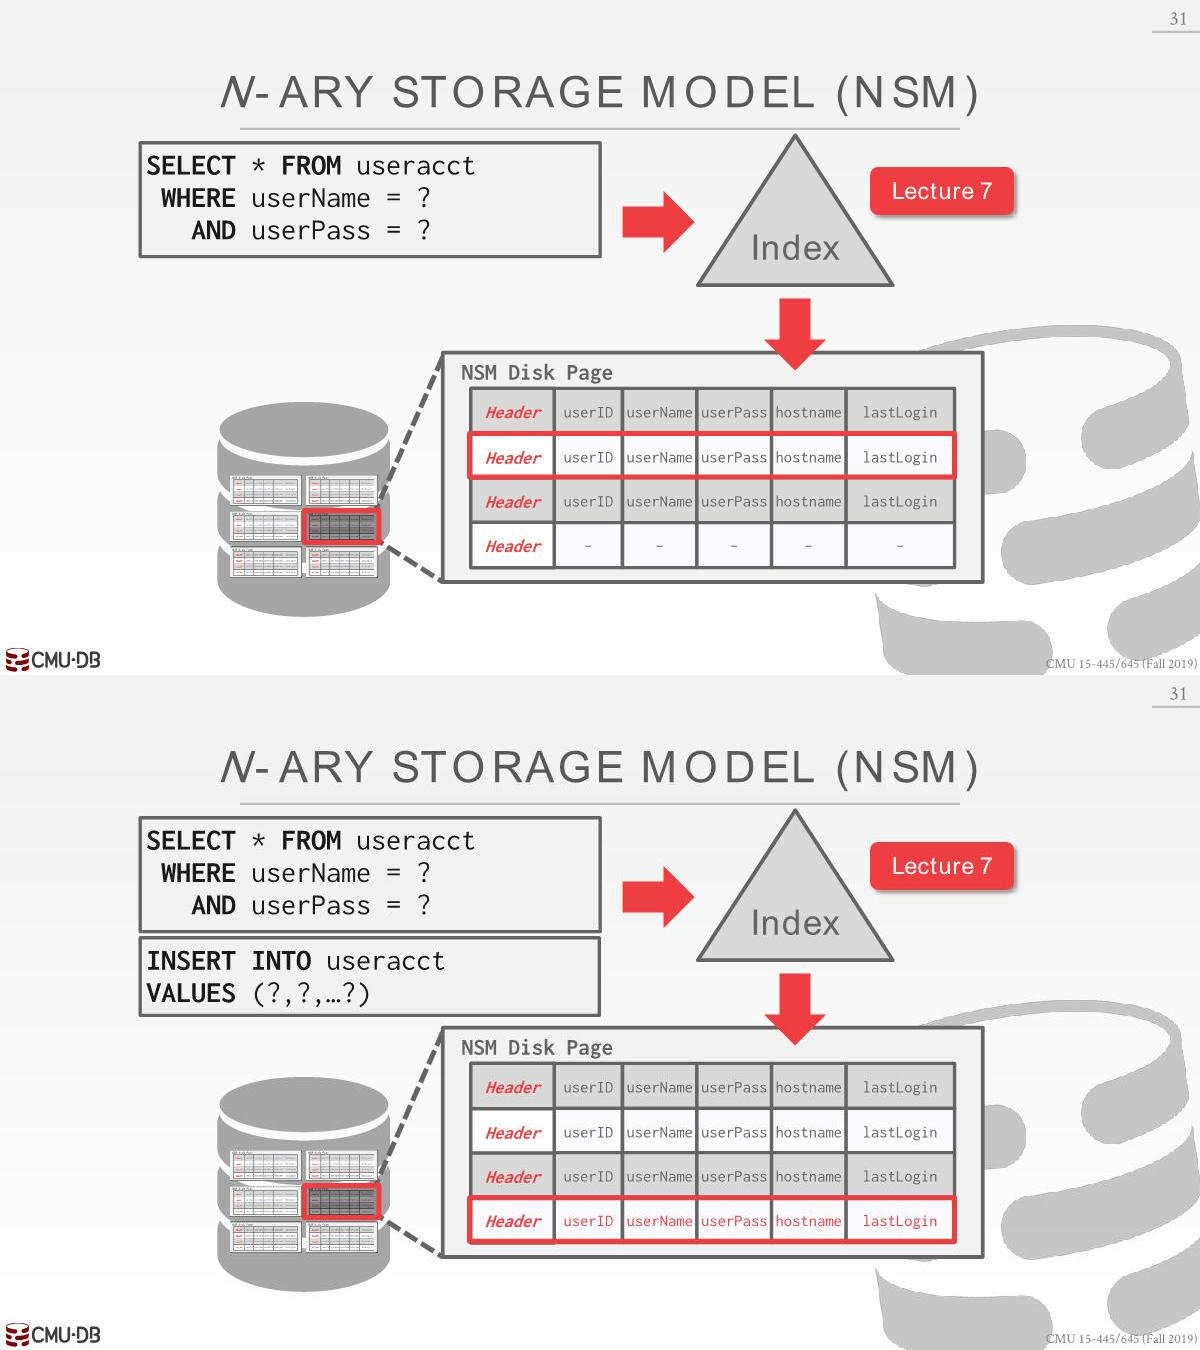 31
N-ARY STORAGE MODEL (NSM)
SELECT * FROM useracct
WHERE userName = ?
AND userPass = ?
Lecture 7
Index
NSM Disk Page
Header userID userName userPass hostname lastLogin
Header userID userName userPass hostname lastLogin
Header userID userName userPass hostname lastLogin
Header - - - - -
CMU·DB
CMU 15-445/645 (Fall 2019)
31
N-ARY STORAGE MODEL (NSM)
SELECT * FROM useracct
WHERE userName = ?
AND userPass = ?
Lecture 7
Index
INSERT INTO useracct
VALUES (?,?,…?)
NSM Disk Page
Header userID userName userPass hostname lastLogin
Header userID userName userPass hostname lastLogin
Header userID userName userPass hostname lastLogin
Header userID userName userPass hostname lastLogin
CMU·DB
CMU 15-445/645 (Fall 2019)